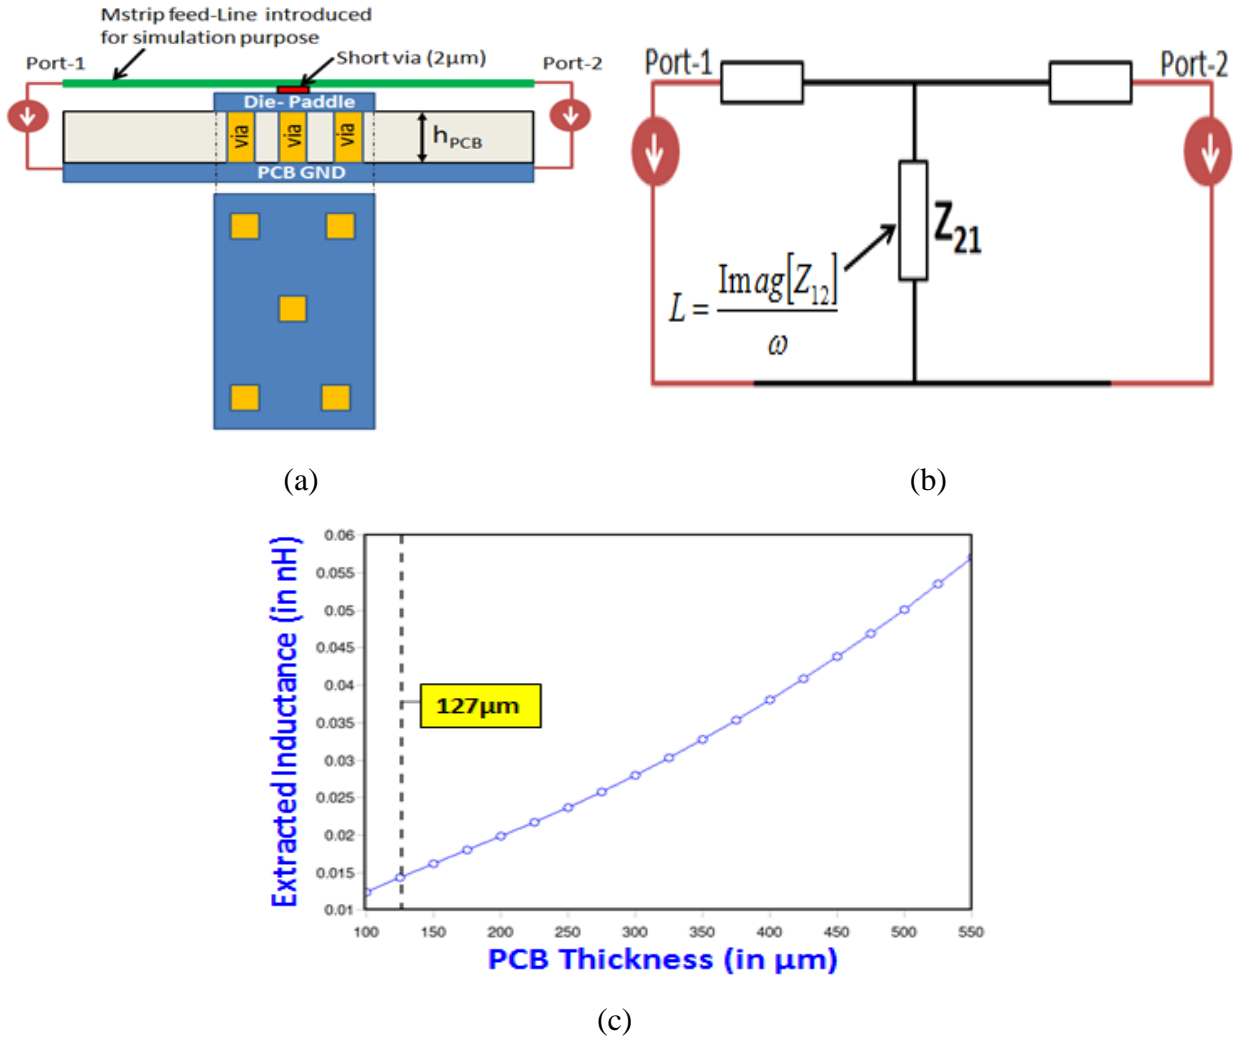 Mstrip feed-Line introduced
for simulation purpose
Port-1
Short via (2µm)
Port-2
Die- Paddle
via via via
hPCB
PCB GND
(a)
Port-1
Port-2
Z21
L = Imag[Z12] / ω
(b)
Extracted Inductance (in nH)
0.06
0.055
0.05
0.045
0.04
0.035
0.03
0.025
0.02
0.015
0.01
127µm
100 150 200 250 300 350 400 450 500 550
PCB Thickness (in µm)
(c)